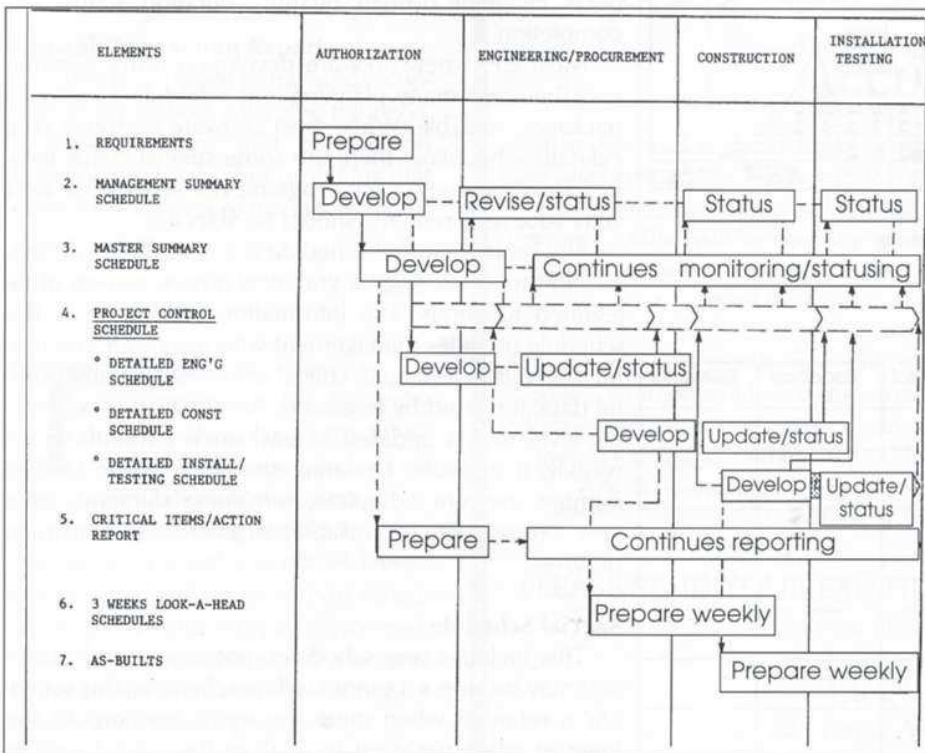 ELEMENT AUTHORIZATION ENGINEERING/PROCUREMENT CONSTRUCTION INSTALLATION
TESTING
1. REQUIREMENTS Prepare
2. MANAGEMENT SUMMARY
SCHEDULE
Develop Revise/status Status Status
3. MASTER SUMMARY
SCHEDULE
Develop Continues monitoring/statusing
4. PROJECT CONTROL
SCHEDULE
* DETAILED ENG'G
SCHEDULE
Develop Update/status
* DETAILED CONST
SCHEDULE
Develop Update/status
* DETAILED INSTALL/
TESTING SCHEDULE
Develop Update/
status
5. CRITICAL ITEMS/ACTION
REPORT
Prepare Continues reporting
6. 3 WEEKS LOOK-A-HEAD
SCHEDULES
Prepare weekly
7. AS-BUILTS Prepare weekly